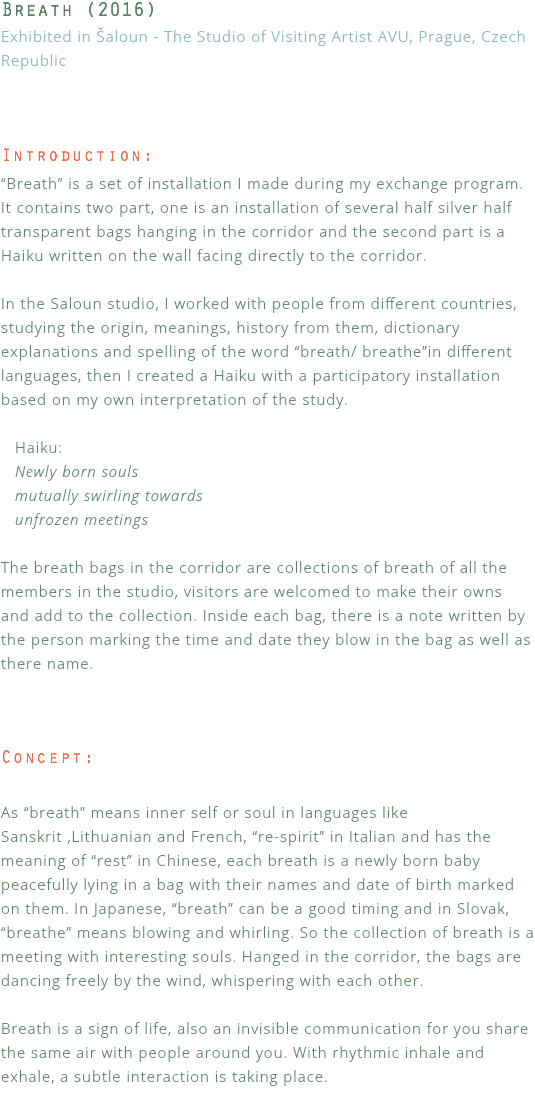 Breath (2016)
Exhibited in Šaloun - The Studio of Visiting Artist AVU, Prague, Czech
Republic
Introduction:
“Breath” is a set of installation I made during my exchange program.
It contains two part, one is an installation of several half silver half
transparent bags hanging in the corridor and the second part is a
Haiku written on the wall facing directly to the corridor.
In the Saloun studio, I worked with people from different countries,
studying the origin, meanings, history from them, dictionary
explanations and spelling of the word “breath/ breathe”in different
languages, then I created a Haiku with a participatory installation
based on my own interpretation of the study.
Haiku:
Newly born souls
mutually swirling towards
unfrozen meetings
The breath bags in the corridor are collections of breath of all the
members in the studio, visitors are welcomed to make their owns
and add to the collection. Inside each bag, there is a note written by
the person marking the time and date they blow in the bag as well as
there name.
Concept:
As “breath” means inner self or soul in languages like
Sanskrit ,Lithuanian and French, “re-spirit” in Italian and has the
meaning of “rest” in Chinese, each breath is a newly born baby
peacefully lying in a bag with their names and date of birth marked
on them. In Japanese, “breath” can be a good timing and in Slovak,
“breathe” means blowing and whirling. So the collection of breath is a
meeting with interesting souls. Hanged in the corridor, the bags are
dancing freely by the wind, whispering with each other.
Breath is a sign of life, also an invisible communication for you share
the same air with people around you. With rhythmic inhale and
exhale, a subtle interaction is taking place.